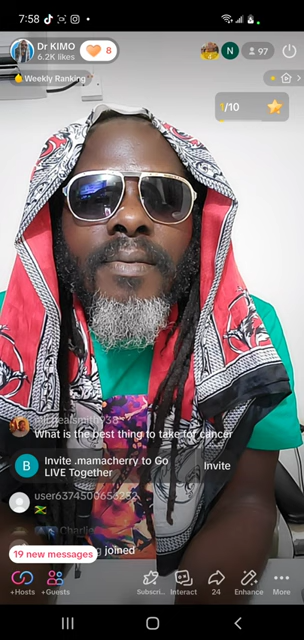 7:58
Dr KIMO
6.2K likes
8
N
97
Weekly Ranking
1/10
What is the best thing to take for cancer
B
Invite .mamacherry to Go
LIVE Together
Invite
19 new messages
joined
+Hosts
+Guests
Subscri...
Interact
24
Enhance
More